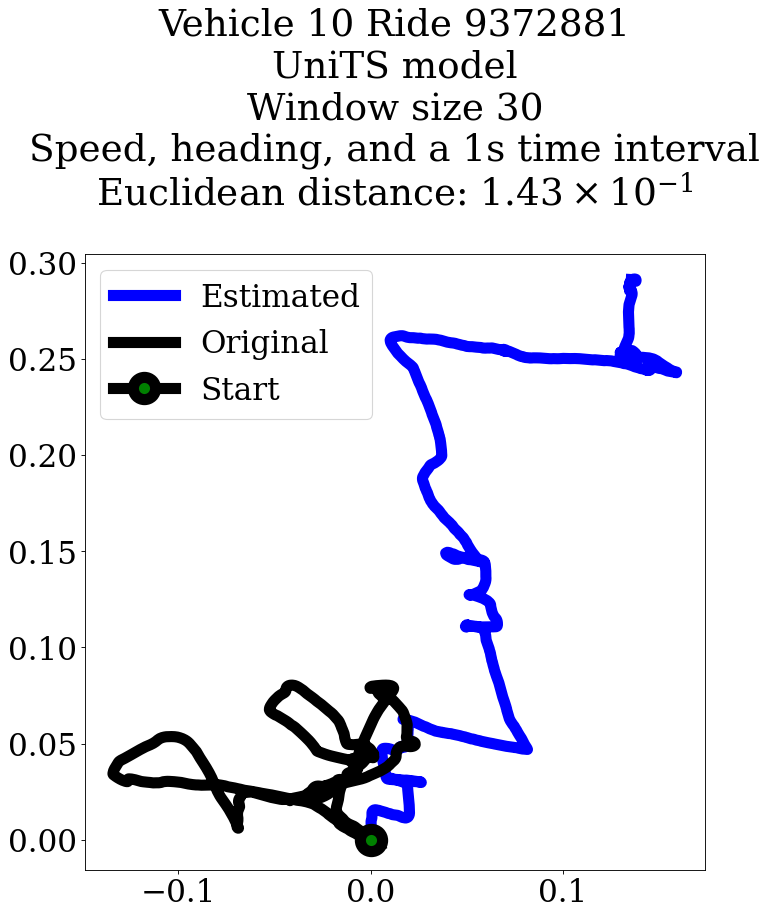 Vehicle 10 Ride 9372881
UniTS model
Window size 30
Speed, heading, and a 1s time interval
Euclidean distance: 1.43 × 10⁻¹
0.30
0.25
0.20
0.15
0.10
0.05
0.00
Estimated
Original
Start
−0.1
0.0
0.1